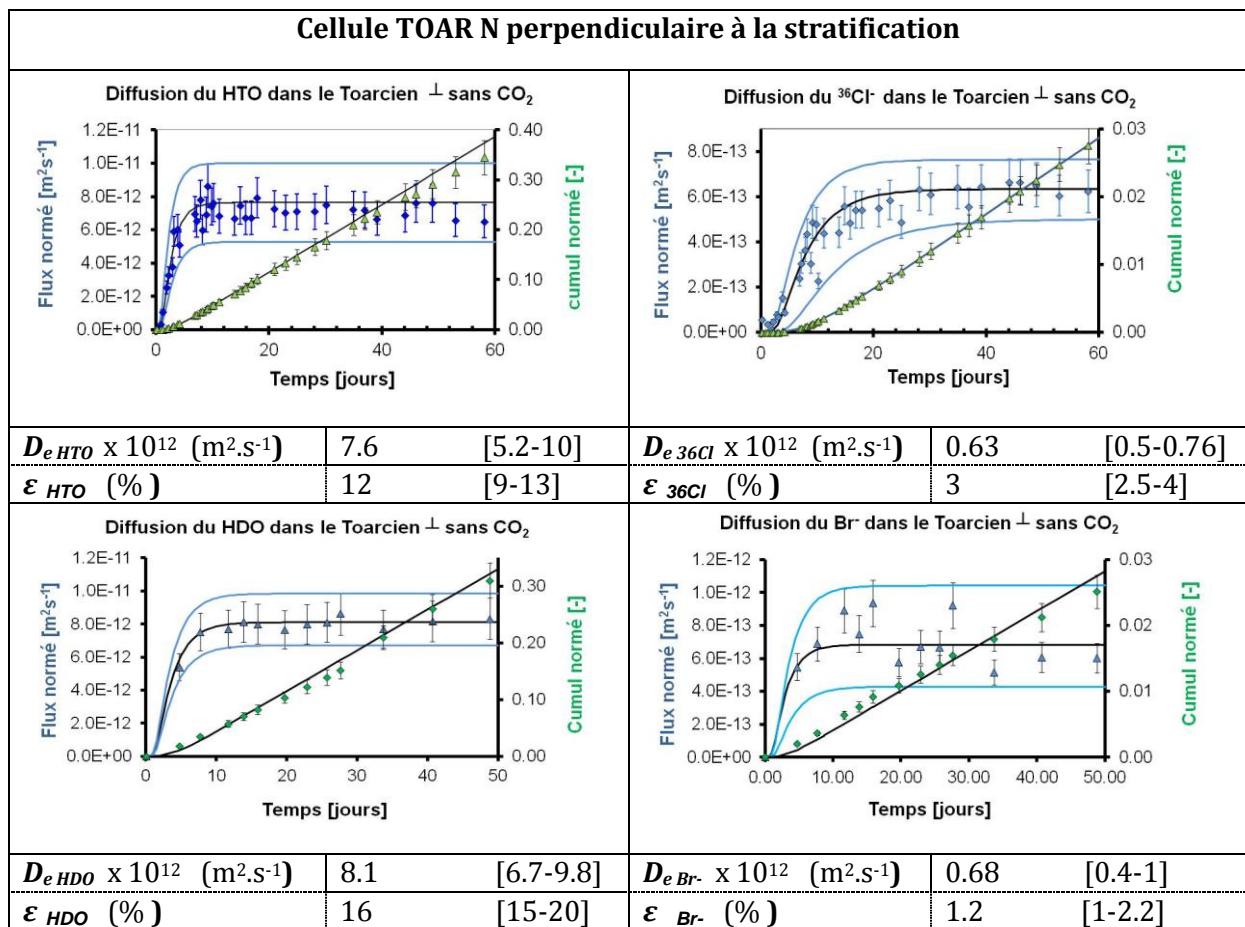 Cellule TOAR N perpendiculaire à la stratification
Diffusion du HTO dans le Toarcien ⊥ sans CO₂
Flux normé [m²s⁻¹]
1.2E-11
1.0E-11
8.0E-12
6.0E-12
4.0E-12
2.0E-12
0.0E+00
0.40
0.30
0.20
0.10
0.00
cumul normé [-]
0 20 40 60
Temps [jours]
Diffusion du ³⁶Cl⁻ dans le Toarcien ⊥ sans CO₂
Flux normé [m²s⁻¹]
8.0E-13
6.0E-13
4.0E-13
2.0E-13
0.0E+00
0.03
0.02
0.01
0.00
Cumul normé [-]
0 20 40 60
Temps [jours]
D e HTO x 10¹² (m².s⁻¹) 7.6 [5.2-10]
D e 36Cl x 10¹² (m².s⁻¹) 0.63 [0.5-0.76]
ε HTO (% ) 12 [9-13]
ε 36Cl (% ) 3 [2.5-4]
Diffusion du HDO dans le Toarcien ⊥ sans CO₂
Flux normé [m²s⁻¹]
1.2E-11
1.0E-11
8.0E-12
6.0E-12
4.0E-12
2.0E-12
0.0E+00
0.30
0.20
0.10
0.00
Cumul normé [-]
0 10 20 30 40 50
Temps [jours]
Diffusion du Br⁻ dans le Toarcien ⊥ sans CO₂
Flux normé [m²s⁻¹]
1.2E-12
1.0E-12
8.0E-13
6.0E-13
4.0E-13
2.0E-13
0.0E+00
0.03
0.02
0.01
0.00
Cumul normé [-]
0.00 10.00 20.00 30.00 40.00 50.00
Temps [jours]
D e HDO x 10¹² (m².s⁻¹) 8.1 [6.7-9.8]
D e Br- x 10¹² (m².s⁻¹) 0.68 [0.4-1]
ε HDO (% ) 16 [15-20]
ε Br- (% ) 1.2 [1-2.2]